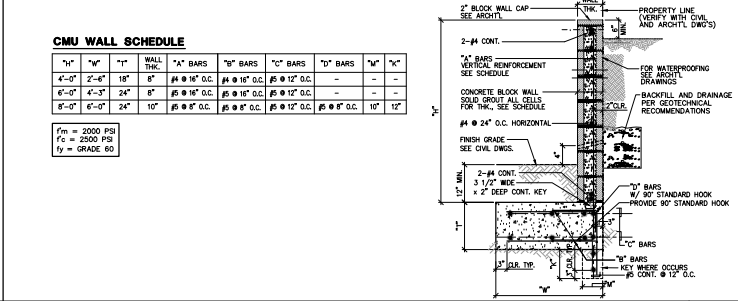 CMU WALL SCHEDULE
"H" "W" "T" WALL THK. "A" BARS "B" BARS "C" BARS "D" BARS "M" "K"
4'-0" 2'-6" 18" 8" #4 @ 16" O.C. #4 @ 16" O.C. #5 @ 12" O.C. - - -
6'-0" 4'-3" 24" 8" #5 @ 16" O.C. #5 @ 16" O.C. #5 @ 12" O.C. - - -
8'-0" 6'-0" 24" 10" #5 @ 8" O.C. #5 @ 8" O.C. #5 @ 12" O.C. #5 @ 8" O.C. 10" 12"
f'm = 2000 PSI
f'c = 2500 PSI
fy = GRADE 60
WALL
THK.
2" BLOCK WALL CAP
SEE ARCHT'L
PROPERTY LINE
(VERIFY WITH CIVIL
AND ARCHT'L DWG'S)
6"
MIN.
2-#4 CONT.
"A" BARS
VERTICAL REINFORCEMENT
SEE SCHEDULE
FOR WATERPROOFING
SEE ARCHT'L
DRAWINGS
"H"
CONCRETE BLOCK WALL
SOLID GROUT ALL CELLS
FOR THK., SEE SCHEDULE
2"CLR.
BACKFILL AND DRAINAGE
PER GEOTECHNICAL
RECOMMENDATIONS
#4 @ 24" O.C. HORIZONTAL
FINISH GRADE
SEE CIVIL DWGS.
4"
12" MIN.
2-#4 CONT.
3 1/2" WIDE
x 2" DEEP CONT. KEY
"D" BARS
W/ 90° STANDARD HOOK
PROVIDE 90° STANDARD HOOK
"T"
3"
"C" BARS
3" CLR. TYP.
"K"
3" CLR. TYP.
"B" BARS
KEY WHERE OCCURS
#5 CONT. @ 12" O.C.
"M"
"W"